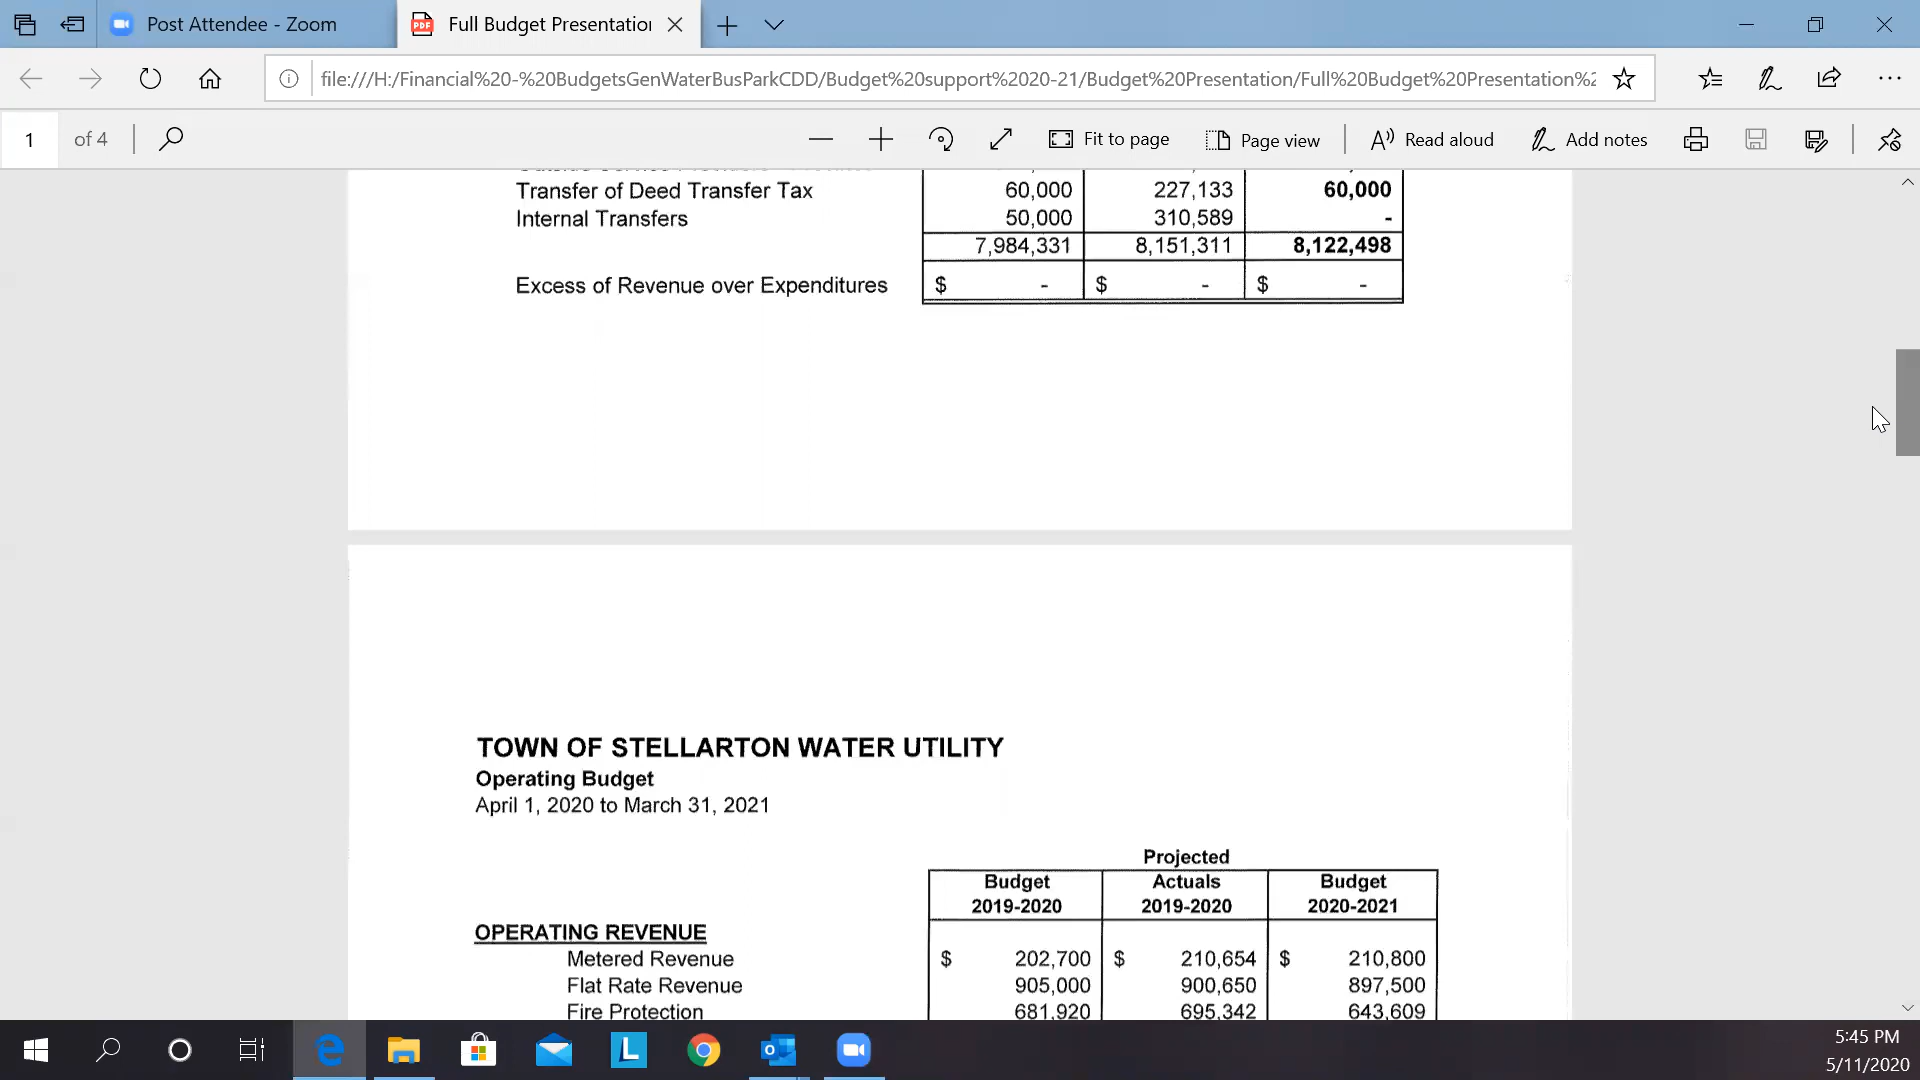 Post Attendee - Zoom
Full Budget Presentation
file:///H:/Financial%20-%20BudgetsGenWaterBusParkCDD/Budget%20support%2020-21/Budget%20Presentation/Full%20Budget%20Presentation%2
1 of 4
Fit to page
Page view
Read aloud
Add notes
Transfer of Deed Transfer Tax 60,000 227,133 60,000
Internal Transfers 50,000 310,589 -
7,984,331 8,151,311 8,122,498
Excess of Revenue over Expenditures $ - $ - $ -
TOWN OF STELLARTON WATER UTILITY
Operating Budget
April 1, 2020 to March 31, 2021
Projected
Budget Actuals Budget
2019-2020 2019-2020 2020-2021
OPERATING REVENUE
Metered Revenue $ 202,700 $ 210,654 $ 210,800
Flat Rate Revenue 905,000 900,650 897,500
Fire Protection 681,920 695,342 643,609
5:45 PM
5/11/2020